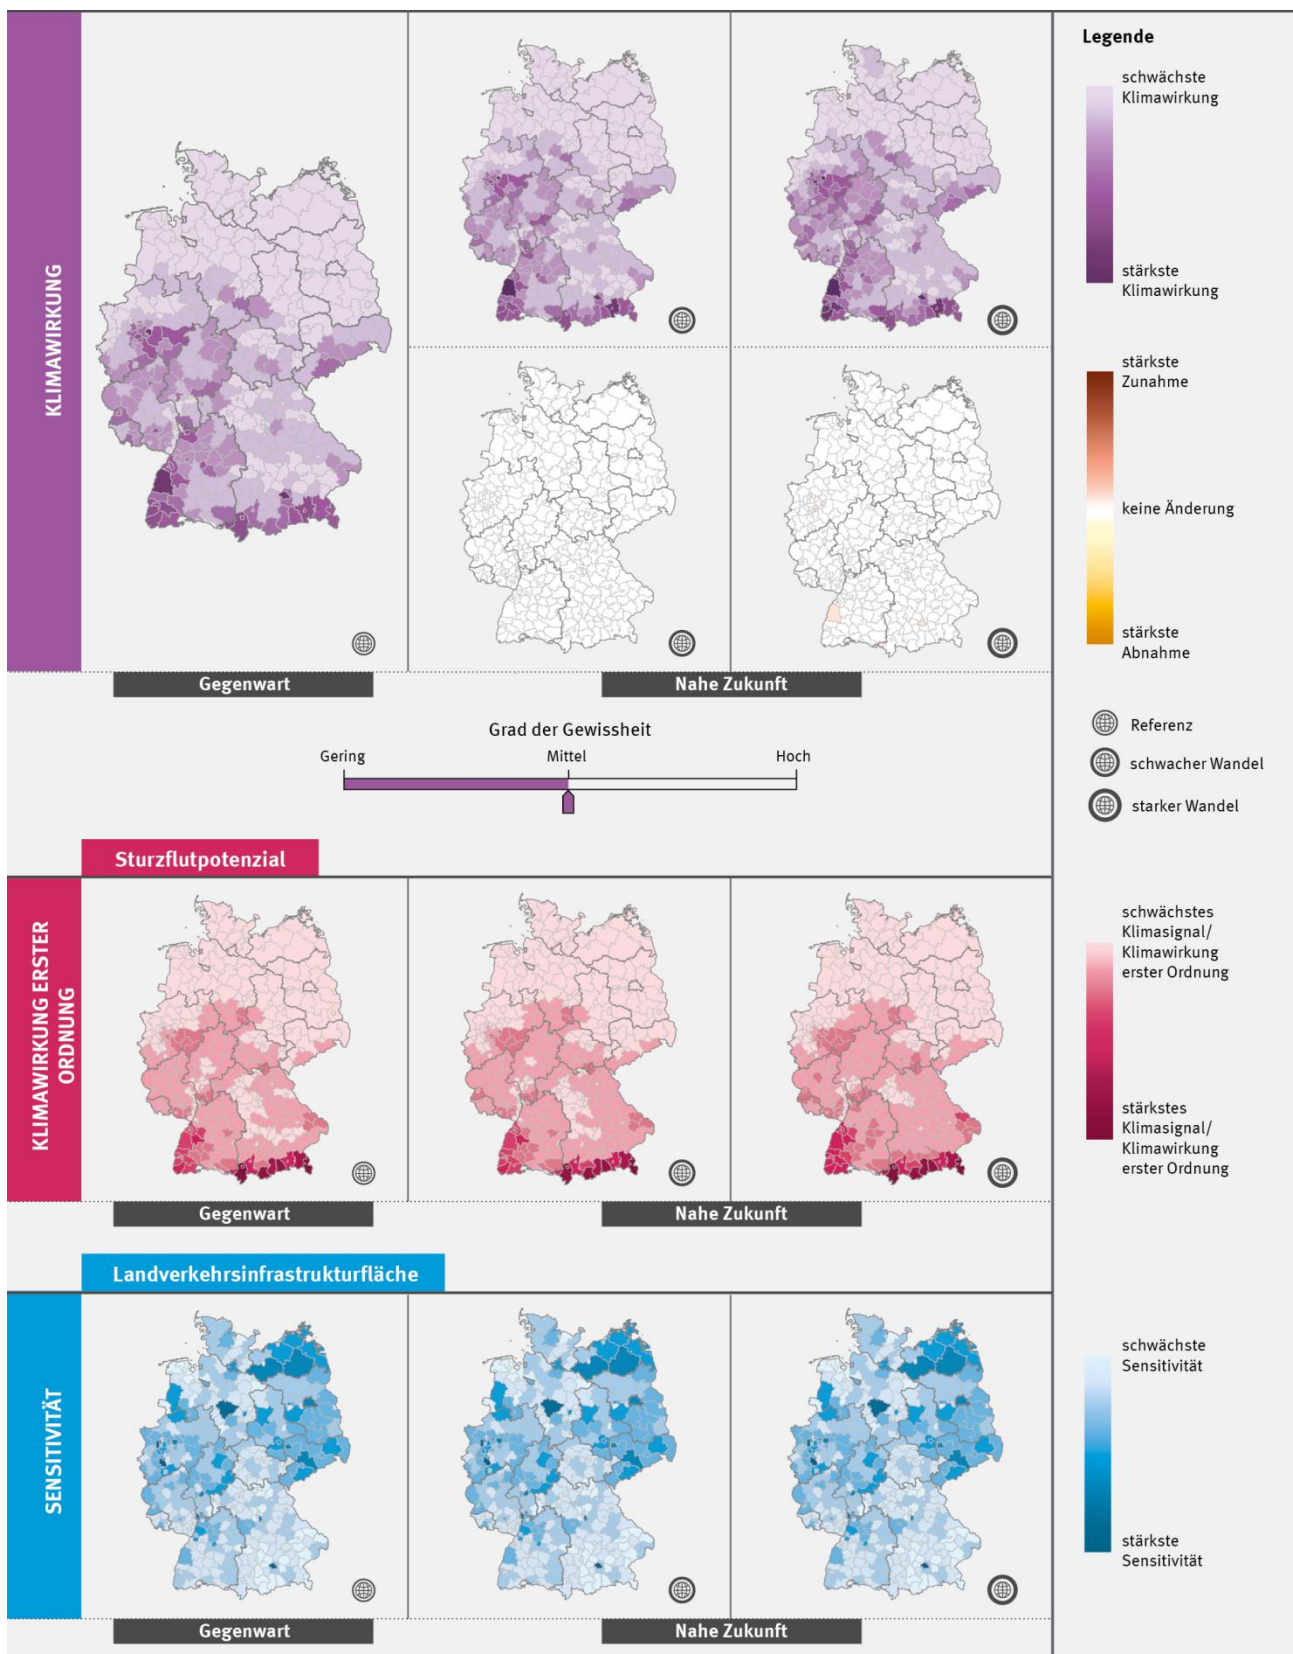 KLIMAWIRKUNG
Gegenwart
Nahe Zukunft
Grad der Gewissheit
Gering
Mittel
Hoch
Sturzflutpotenzial
KLIMAWIRKUNG ERSTER
ORDNUNG
Gegenwart
Nahe Zukunft
Landverkehrsinfrastrukturfläche
SENSITIVITÄT
Gegenwart
Nahe Zukunft
Legende
schwächste
Klimawirkung
stärkste
Klimawirkung
stärkste
Zunahme
keine Änderung
stärkste
Abnahme
Referenz
schwacher Wandel
starker Wandel
schwächstes
Klimasignal/
Klimawirkung
erster Ordnung
stärkstes
Klimasignal/
Klimawirkung
erster Ordnung
schwächste
Sensitivität
stärkste
Sensitivität